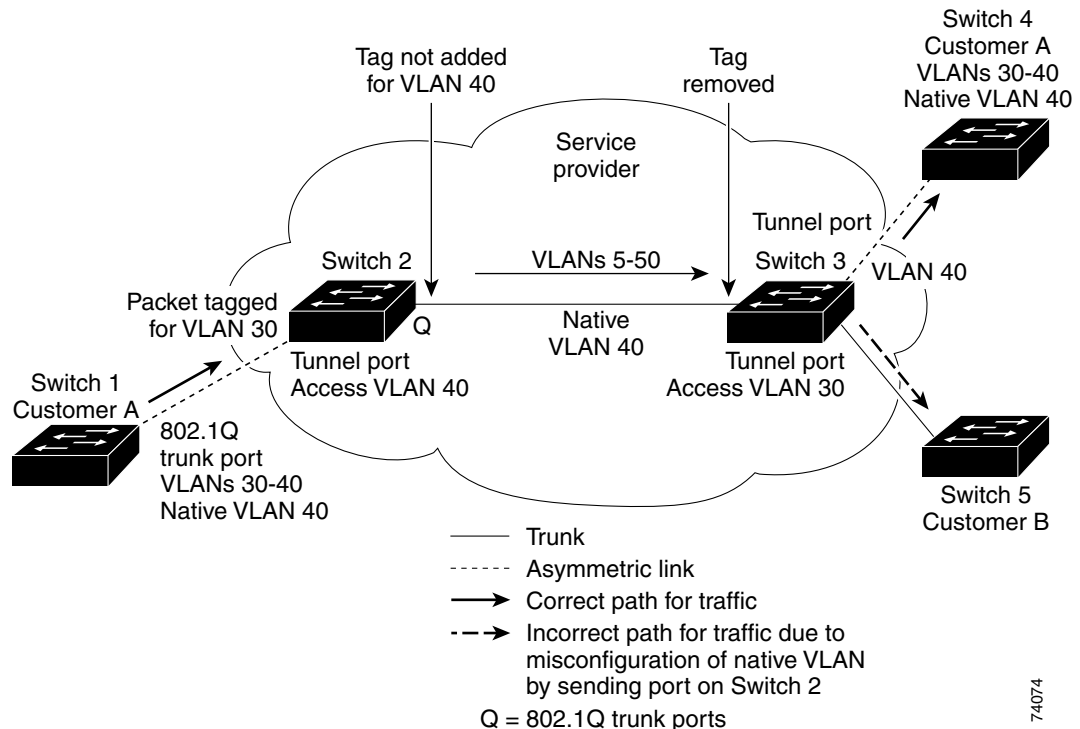 Tag not added
for VLAN 40
Tag
removed
Switch 4
Customer A
VLANs 30-40
Native VLAN 40
Service
provider
Tunnel port
Switch 2
VLANs 5-50
Switch 3
VLAN 40
Packet tagged
for VLAN 30
Q
Native
VLAN 40
Tunnel port
Access VLAN 40
Tunnel port
Access VLAN 30
Switch 1
Customer A
802.1Q
trunk port
VLANs 30-40
Native VLAN 40
Switch 5
Customer B
Trunk
Asymmetric link
Correct path for traffic
Incorrect path for traffic due to
misconfiguration of native VLAN
by sending port on Switch 2
Q = 802.1Q trunk ports
74074